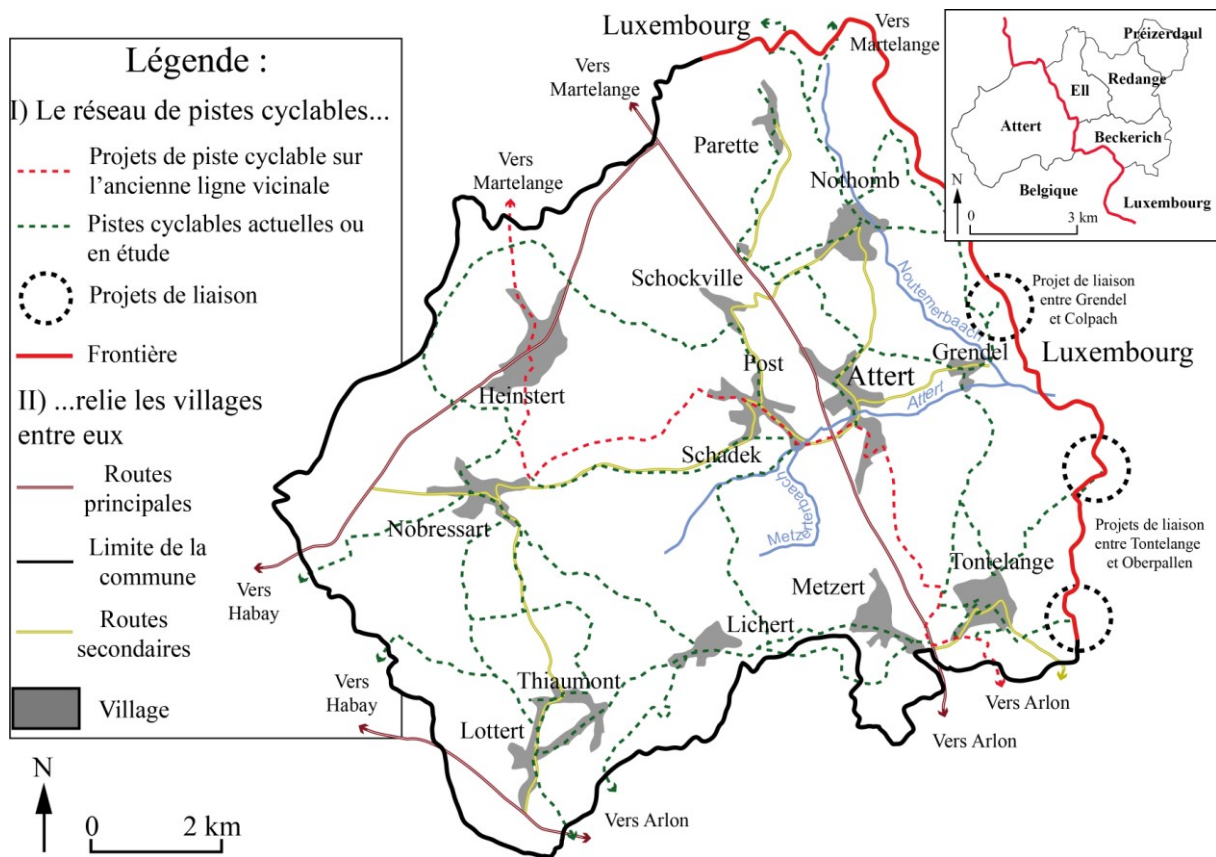 Légende :
I) Le réseau de pistes cyclables...
Projets de piste cyclable sur
l'ancienne ligne vicinale
Pistes cyclables actuelles ou
en étude
Projets de liaison
Frontière
II) ...relie les villages
entre eux
Routes
principales
Limite de la
commune
Routes
secondaires
Village
N
0 2 km
Luxembourg
Vers
Martelange
Vers
Martelange
Vers
Martelange
Parette
Nothomb
Schockville
Noutemerbaach
Post
Attert
Grendel
Attert
Heinstert
Schadek
Metzerterbaach
Nobressart
Vers
Habay
Metzert
Tontelange
Lichert
Thiaumont
Vers
Habay
Lottert
Vers Arlon
Vers Arlon
Vers Arlon
Projet de liaison
entre Grendel
et Colpach
Luxembourg
Projets de liaison
entre Tontelange
et Oberpallen
Préizerdaul
Redange
Ell
Attert
Beckerich
Belgique
Luxembourg
N
0 3 km